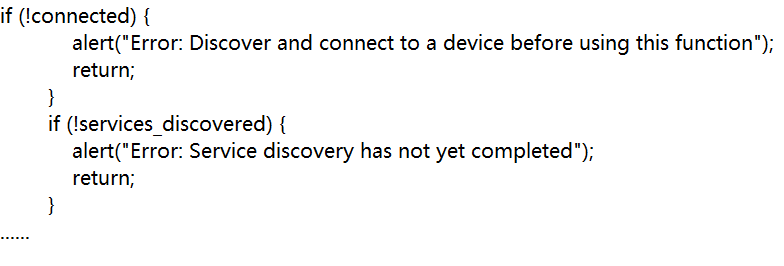 if (!connected) {
alert("Error: Discover and connect to a device before using this function");
return;
}
if (!services_discovered) {
alert("Error: Service discovery has not yet completed");
return;
}
......